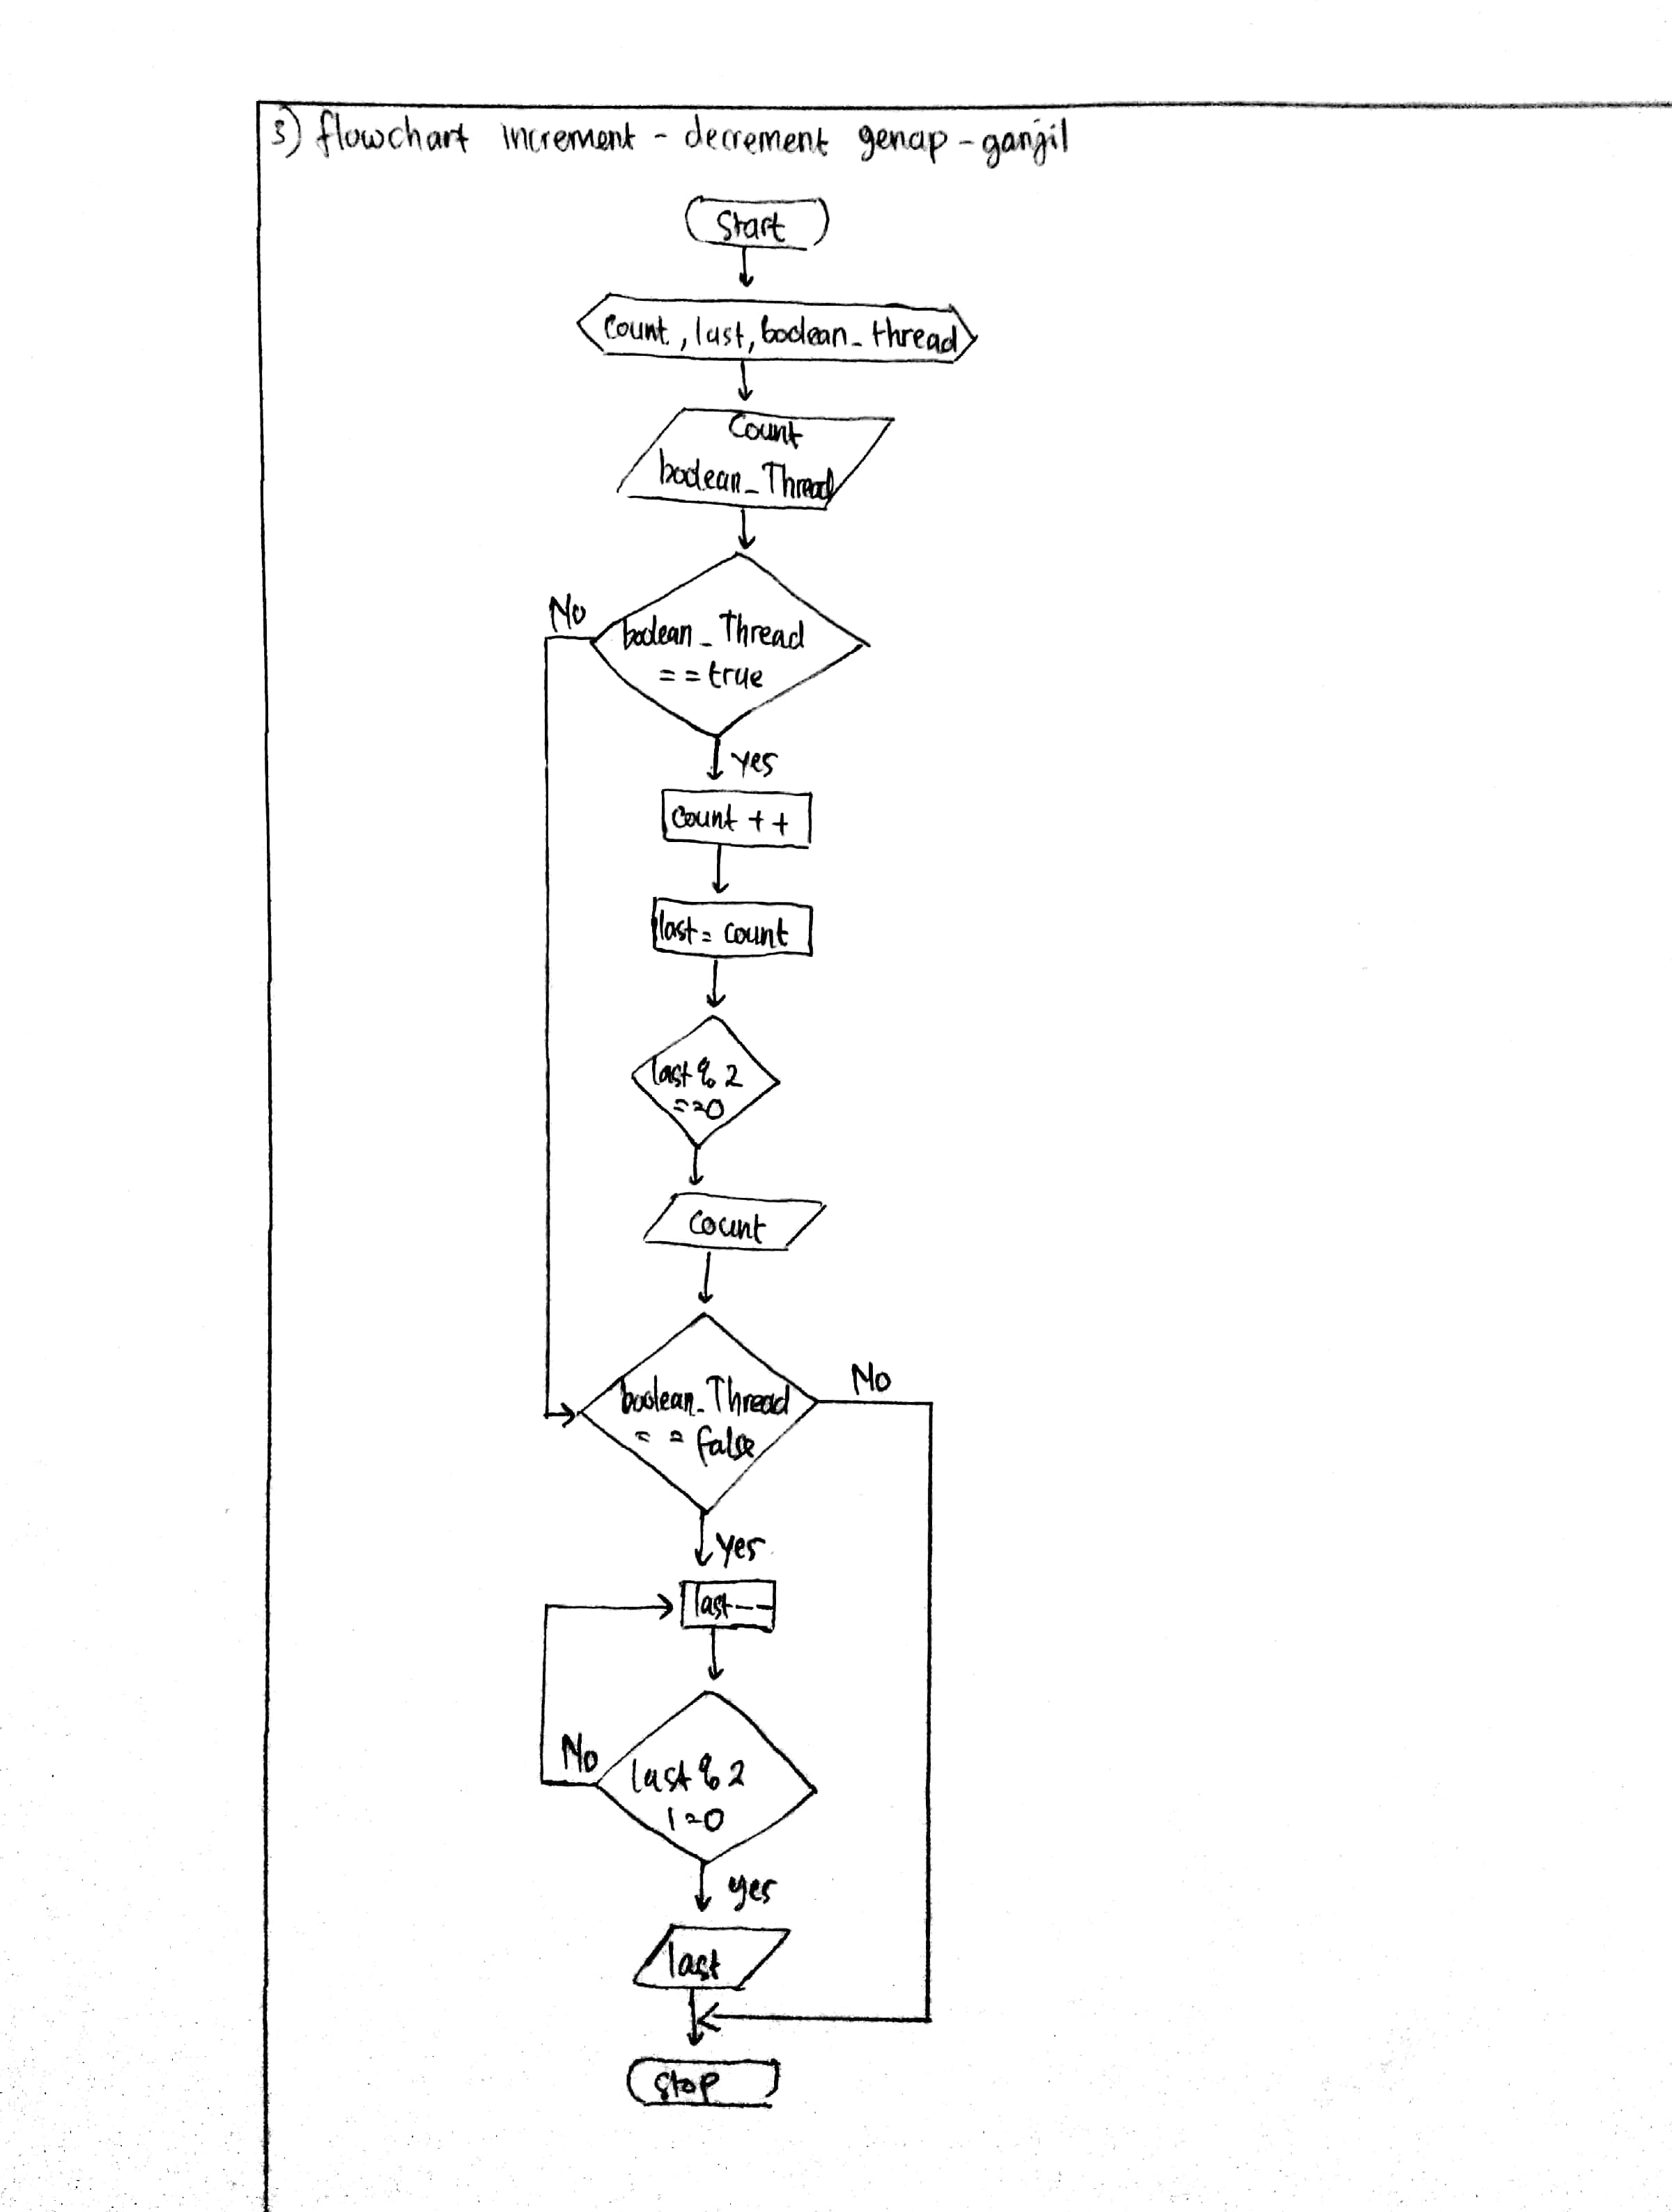 3) flowchart increment - decrement genap - ganjil
Start
Count, last, boolean_thread
Count
boolean_Thread
No
boolean_Thread
==true
yes
count ++
last = count
last % 2
==0
count
boolean_Thread
== false
No
Yes
last--
No
last % 2
!=0
yes
last
stop